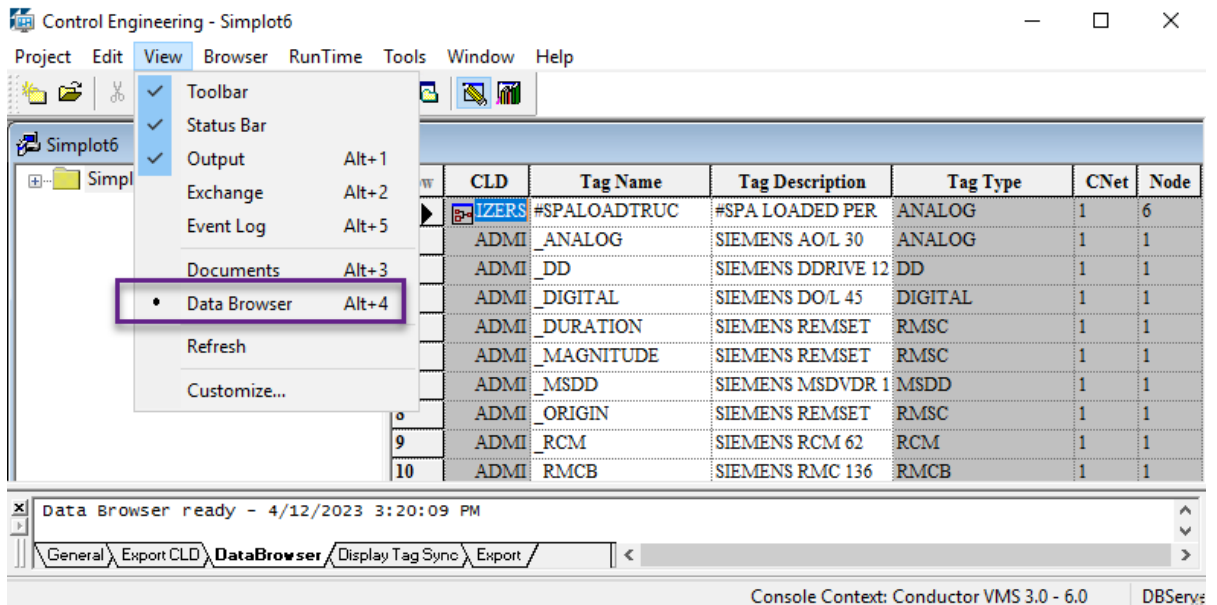 Control Engineering - Simplot6
Project Edit View Browser RunTime Tools Window Help
Toolbar
Status Bar
Output Alt+1
Exchange Alt+2
Event Log Alt+5
Documents Alt+3
Data Browser Alt+4
Refresh
Customize...
Simplot6
Simpl
CLD Tag Name Tag Description Tag Type CNet Node
IZERS #SPALOADTRUC #SPA LOADED PER ANALOG 1 6
ADMI _ANALOG SIEMENS AO/L 30 ANALOG 1 1
ADMI _DD SIEMENS DDRIVE 12 DD 1 1
ADMI _DIGITAL SIEMENS DO/L 45 DIGITAL 1 1
ADMI _DURATION SIEMENS REMSET RMSC 1 1
ADMI _MAGNITUDE SIEMENS REMSET RMSC 1 1
ADMI _MSDD SIEMENS MSDVDR 1 MSDD 1 1
ADMI _ORIGIN SIEMENS REMSET RMSC 1 1
9 ADMI _RCM SIEMENS RCM 62 RCM 1 1
10 ADMI _RMCB SIEMENS RMC 136 RMCB 1 1
Data Browser ready - 4/12/2023 3:20:09 PM
General Export CLD DataBrowser Display Tag Sync Export
Console Context: Conductor VMS 3.0 - 6.0 DBServe